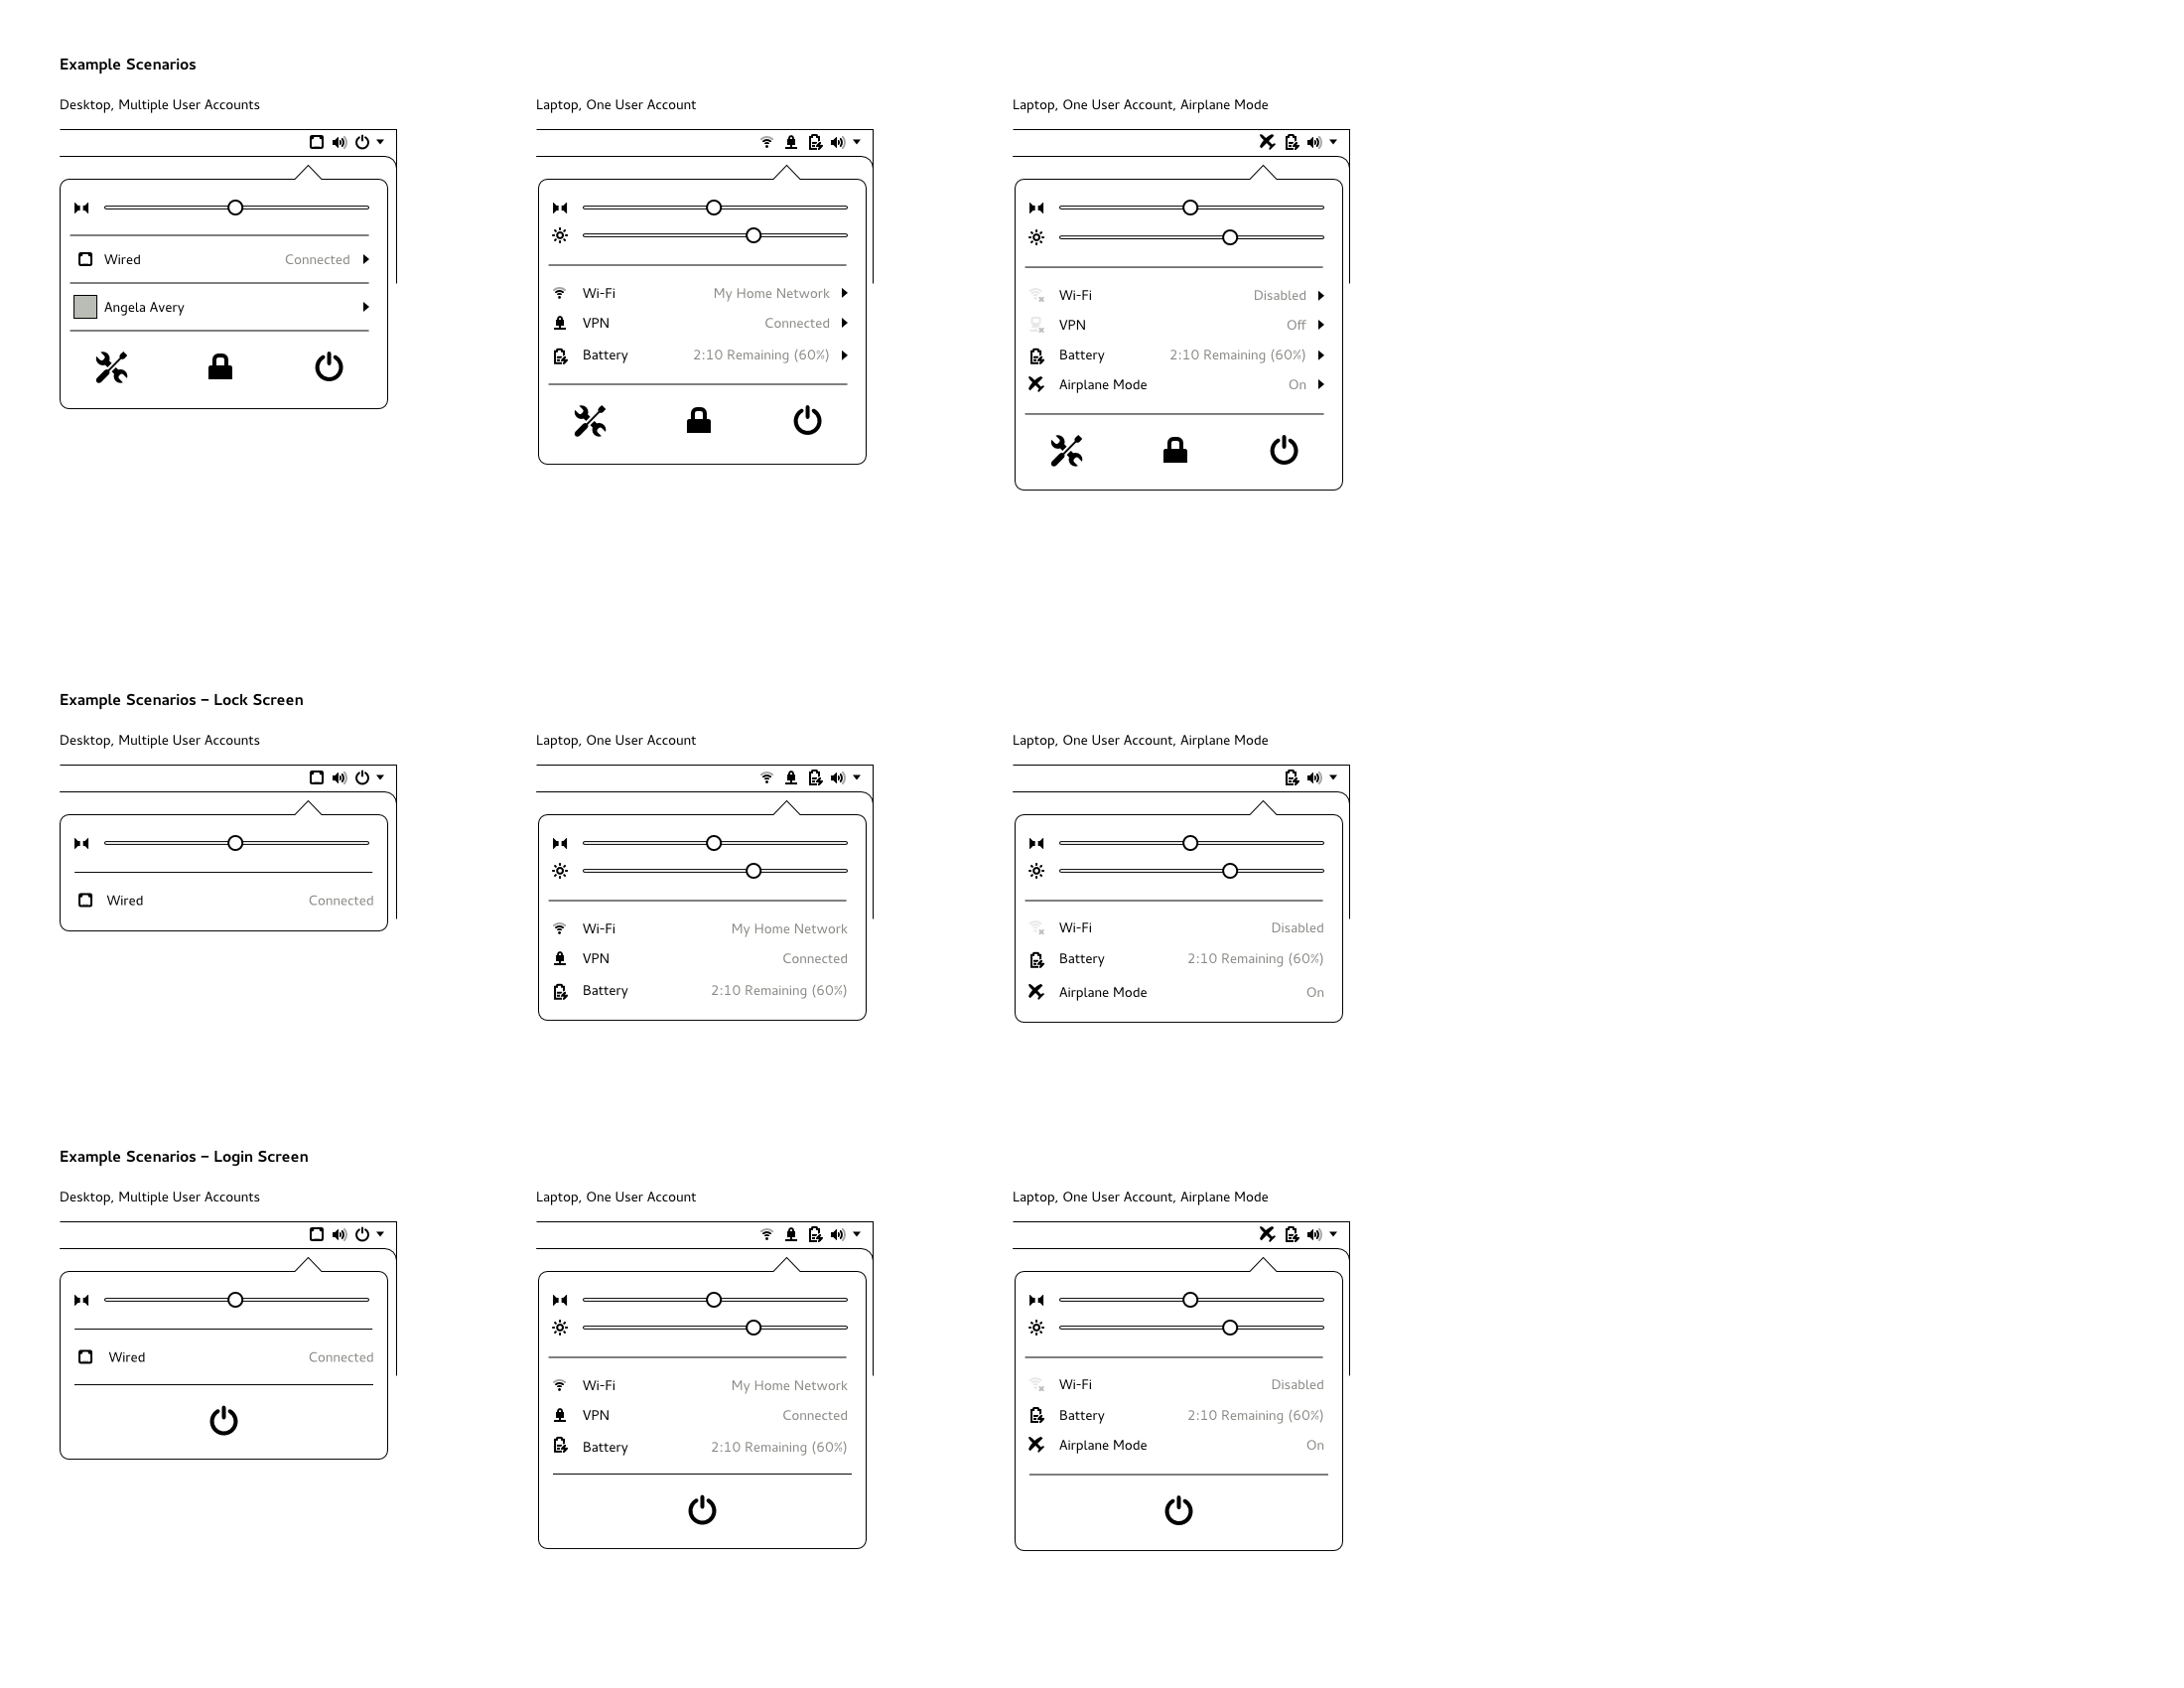 Example Scenarios
Desktop, Multiple User Accounts
Wired Connected
Angela Avery
Laptop, One User Account
Wi-Fi My Home Network
VPN Connected
Battery 2:10 Remaining (60%)
Laptop, One User Account, Airplane Mode
Wi-Fi Disabled
VPN Off
Battery 2:10 Remaining (60%)
Airplane Mode On
Example Scenarios – Lock Screen
Desktop, Multiple User Accounts
Wired Connected
Laptop, One User Account
Wi-Fi My Home Network
VPN Connected
Battery 2:10 Remaining (60%)
Laptop, One User Account, Airplane Mode
Wi-Fi Disabled
Battery 2:10 Remaining (60%)
Airplane Mode On
Example Scenarios – Login Screen
Desktop, Multiple User Accounts
Wired Connected
Laptop, One User Account
Wi-Fi My Home Network
VPN Connected
Battery 2:10 Remaining (60%)
Laptop, One User Account, Airplane Mode
Wi-Fi Disabled
Battery 2:10 Remaining (60%)
Airplane Mode On